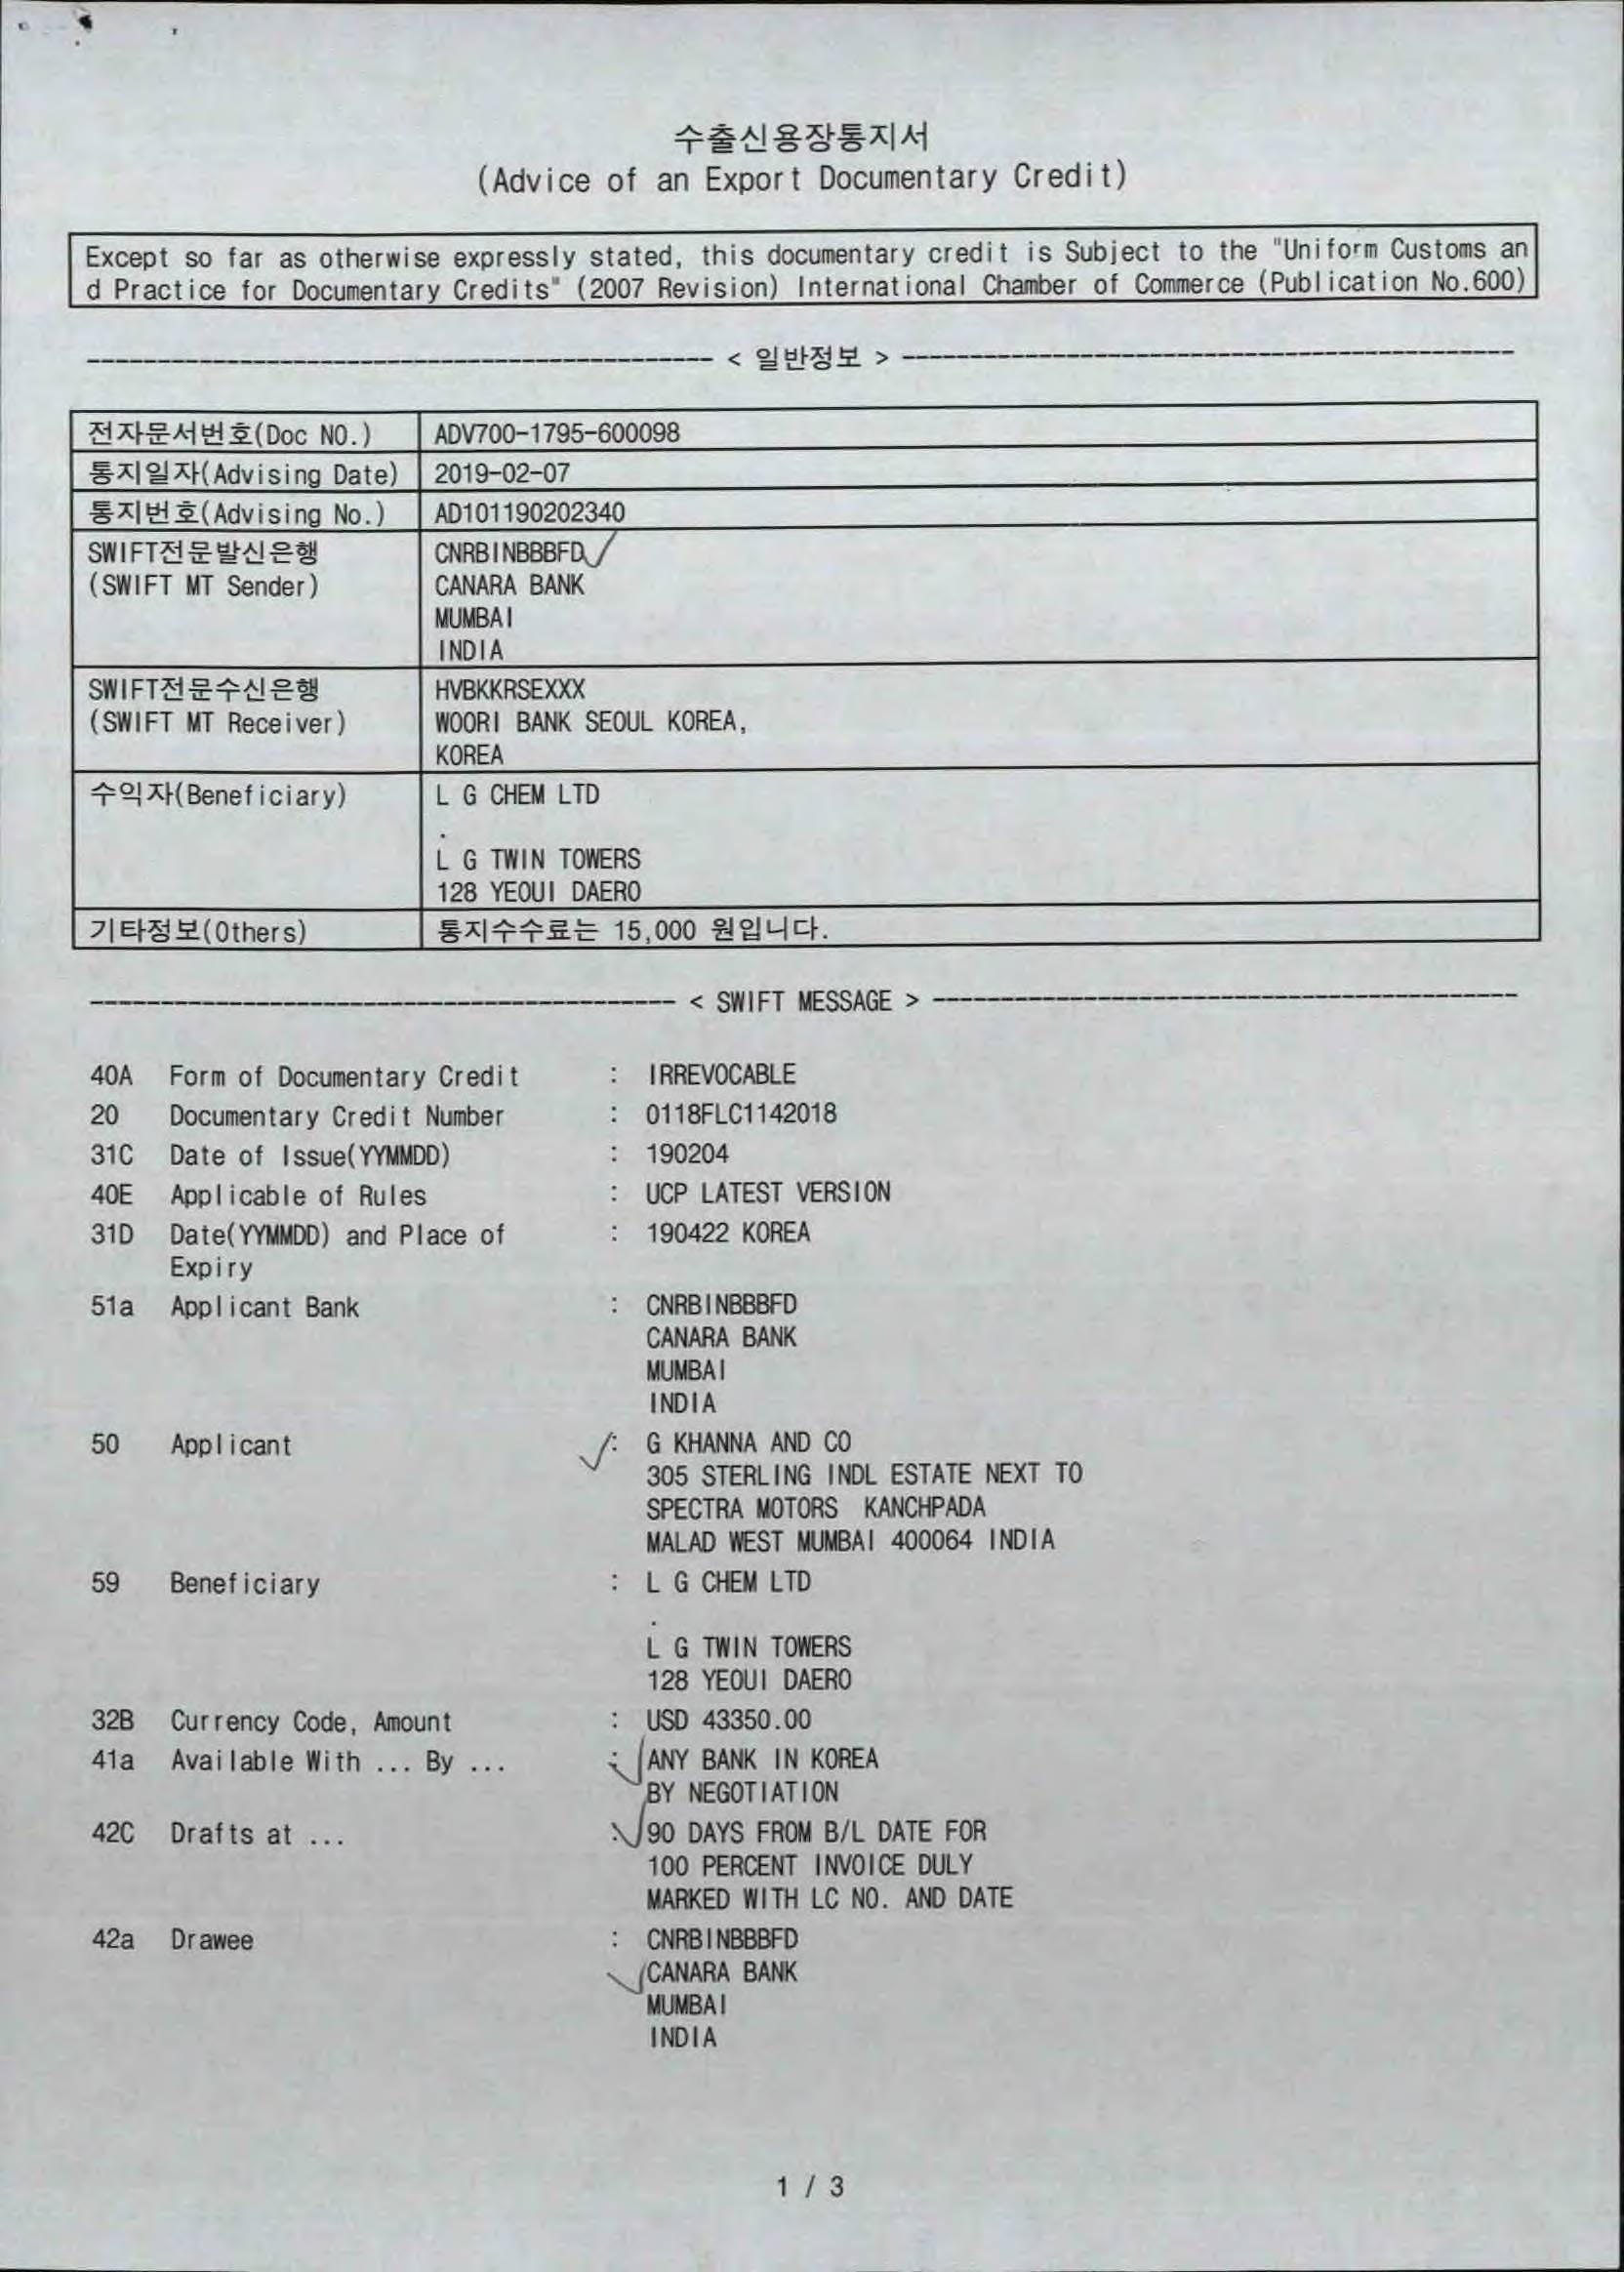 수출신용장통지서
(Advice of an Export Documentary Credit)
Except so far as otherwise expressly stated, this documentary credit is Subject to the "Uniform Customs an
d Practice for Documentary Credits" (2007 Revision) International Chamber of Commerce (Publication No.600)
< 일반정보 >
전자문서번호(Doc NO.) ADV700-1795-600098
통지일자(Advising Date) 2019-02-07
통지번호(Advising No.) AD101190202340
SWIFT전문발신은행 CNRBINBBBFD
(SWIFT MT Sender) CANARA BANK
MUMBAI
INDIA
SWIFT전문수신은행 HVBKKRSEXXX
(SWIFT MT Receiver) WOORI BANK SEOUL KOREA,
KOREA
수익자(Beneficiary) L G CHEM LTD
.
L G TWIN TOWERS
128 YEOUI DAERO
기타정보(Others) 통지수수료는 15,000 원입니다.
< SWIFT MESSAGE >
40A Form of Documentary Credit : IRREVOCABLE
20 Documentary Credit Number : 0118FLC1142018
31C Date of Issue(YYMMDD) : 190204
40E Applicable of Rules : UCP LATEST VERSION
31D Date(YYMMDD) and Place of : 190422 KOREA
Expiry
51a Applicant Bank : CNRBINBBBFD
CANARA BANK
MUMBAI
INDIA
50 Applicant : G KHANNA AND CO
305 STERLING INDL ESTATE NEXT TO
SPECTRA MOTORS KANCHPADA
MALAD WEST MUMBAI 400064 INDIA
59 Beneficiary : L G CHEM LTD
.
L G TWIN TOWERS
128 YEOUI DAERO
32B Currency Code, Amount : USD 43350.00
41a Available With ... By ... : ANY BANK IN KOREA
BY NEGOTIATION
42C Drafts at ... : 90 DAYS FROM B/L DATE FOR
100 PERCENT INVOICE DULY
MARKED WITH LC NO. AND DATE
42a Drawee : CNRBINBBBFD
CANARA BANK
MUMBAI
INDIA
1 / 3